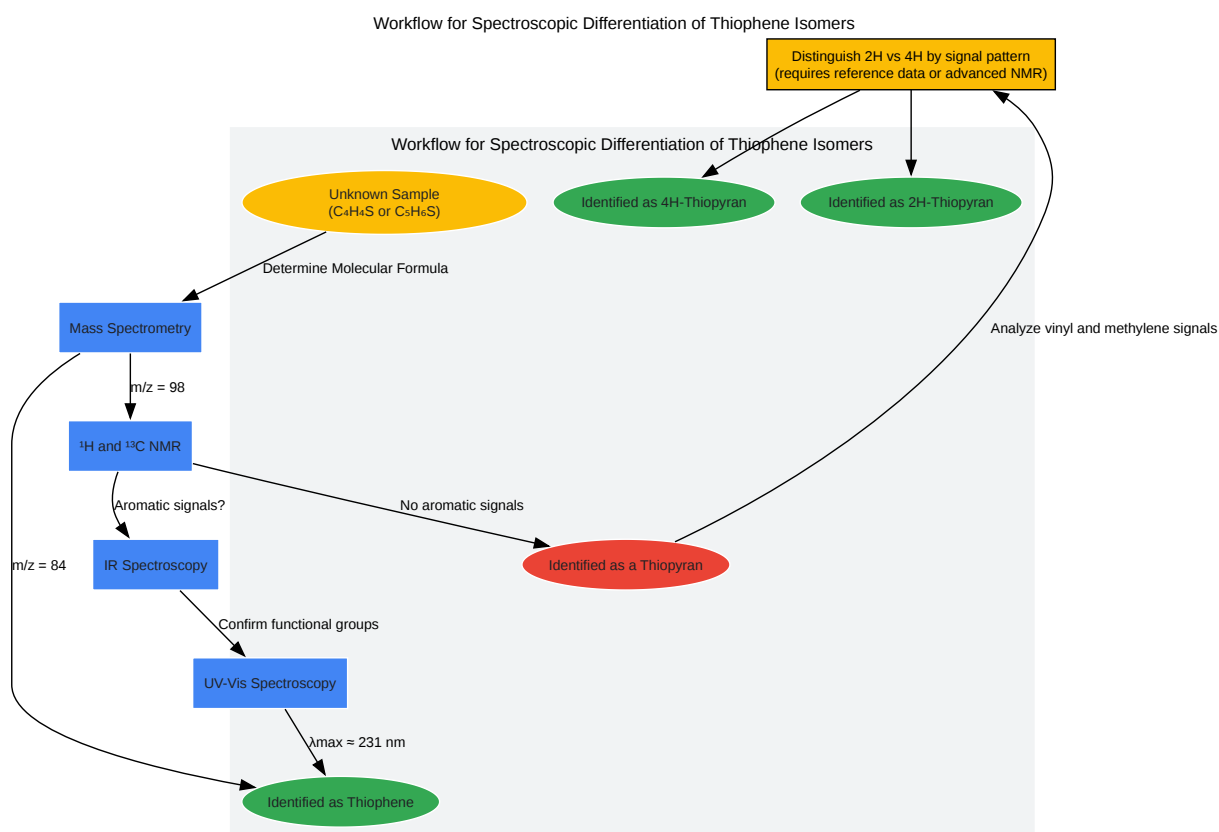 Workflow for Spectroscopic Differentiation of Thiophene Isomers
Distinguish 2H vs 4H by signal pattern
(requires reference data or advanced NMR)
Workflow for Spectroscopic Differentiation of Thiophene Isomers
Unknown Sample
(C₄H₄S or C₅H₆S)
Identified as 4H-Thiopyran
Identified as 2H-Thiopyran
Determine Molecular Formula
Mass Spectrometry
Analyze vinyl and methylene signals
m/z = 98
¹H and ¹³C NMR
Aromatic signals?
No aromatic signals
m/z = 84
IR Spectroscopy
Identified as a Thiopyran
Confirm functional groups
UV-Vis Spectroscopy
λmax ≈ 231 nm
Identified as Thiophene